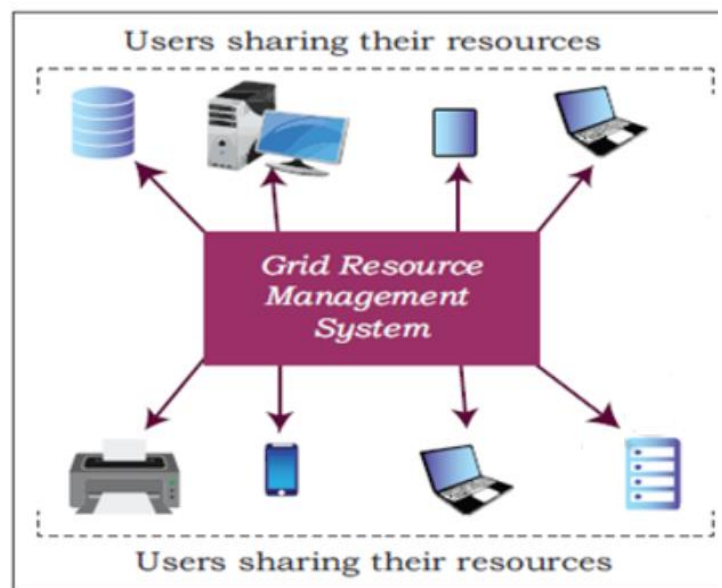 Users sharing their resources
Grid Resource
Management
System
Users sharing their resources